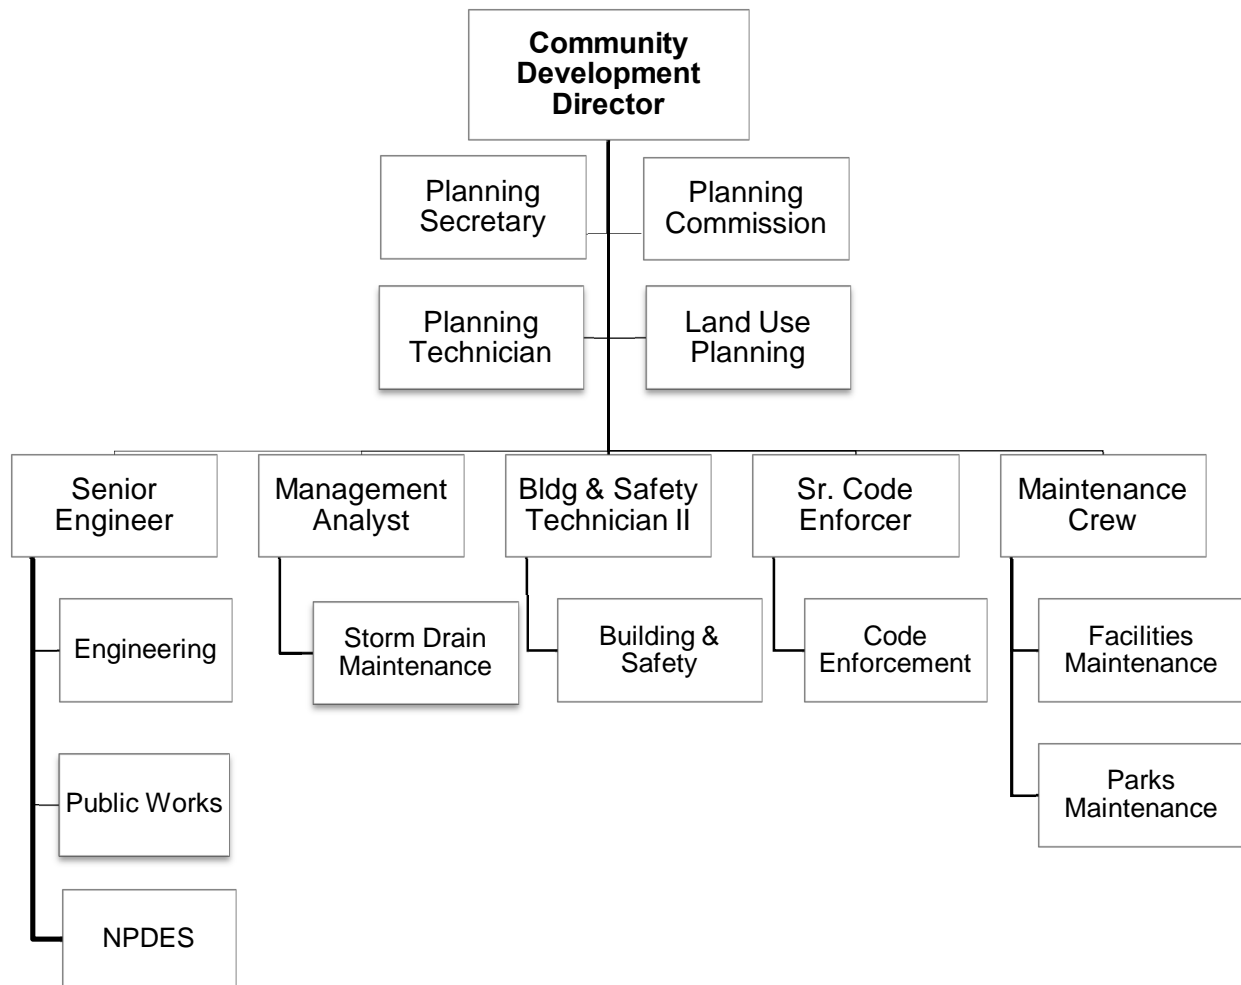 Community
Development
Director
Planning
Secretary
Planning
Commission
Planning
Technician
Land Use
Planning
Senior
Engineer
Management
Analyst
Bldg & Safety
Technician II
Sr. Code
Enforcer
Maintenance
Crew
Engineering
Storm Drain
Maintenance
Building &
Safety
Code
Enforcement
Facilities
Maintenance
Public Works
Parks
Maintenance
NPDES